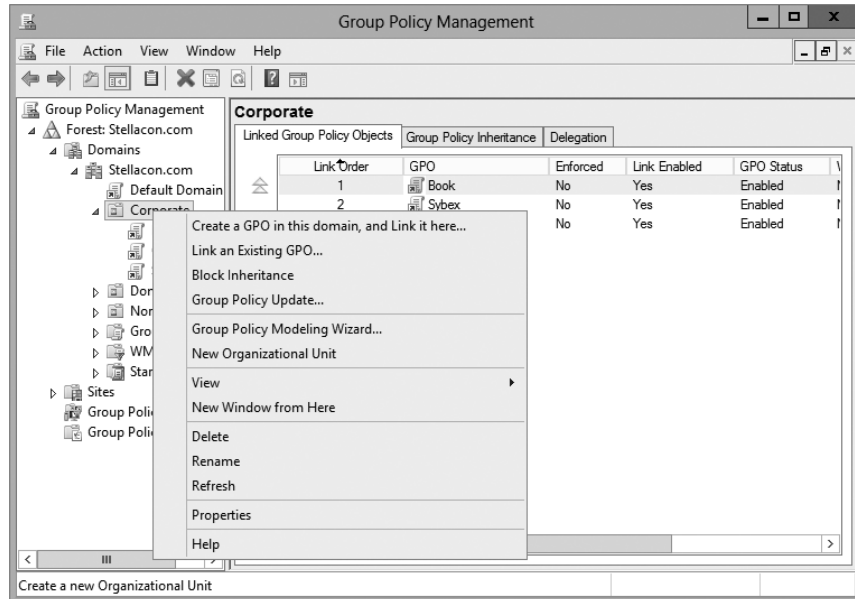 Group Policy Management
File Action View Window Help
Group Policy Management
Forest: Stellacon.com
Domains
Stellacon.com
Default Domain
Corporate
Sites
Corporate
Linked Group Policy Objects Group Policy Inheritance Delegation
Link Order GPO Enforced Link Enabled GPO Status
1 Book No Yes Enabled
2 Sybex No Yes Enabled
No Yes Enabled
Create a GPO in this domain, and Link it here...
Link an Existing GPO...
Block Inheritance
Group Policy Update...
Group Policy Modeling Wizard...
New Organizational Unit
View
New Window from Here
Delete
Rename
Refresh
Properties
Help
Dor
Nor
Gro
WM
Star
Group Poli
Group Poli
Create a new Organizational Unit